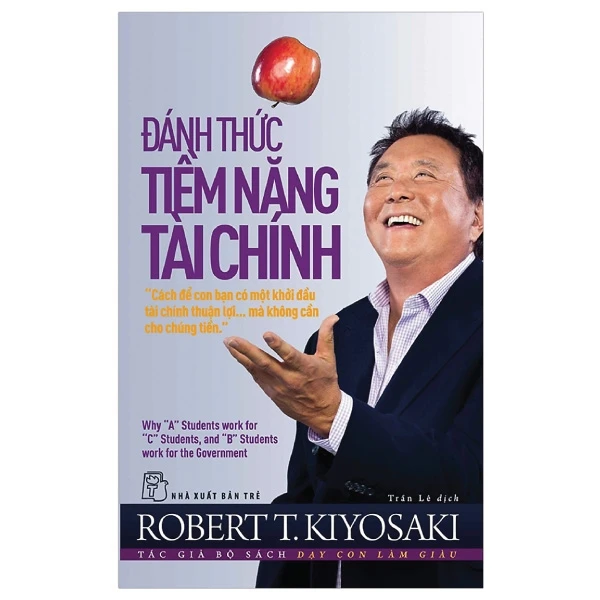 ĐÁNH THỨC
TIỀM NĂNG
TÀI CHÍNH
"Cách để con bạn có một khởi đầu
tài chính thuận lợi... mà không cần
cho chúng tiền."
Why "A" Students work for
"C" Students, and "B" Students
work for the Government
T
NHÀ XUẤT BẢN TRẺ
Trần Lê dịch
ROBERT T. KIYOSAKI
TÁC GIẢ BỘ SÁCH DẠY CON LÀM GIÀU